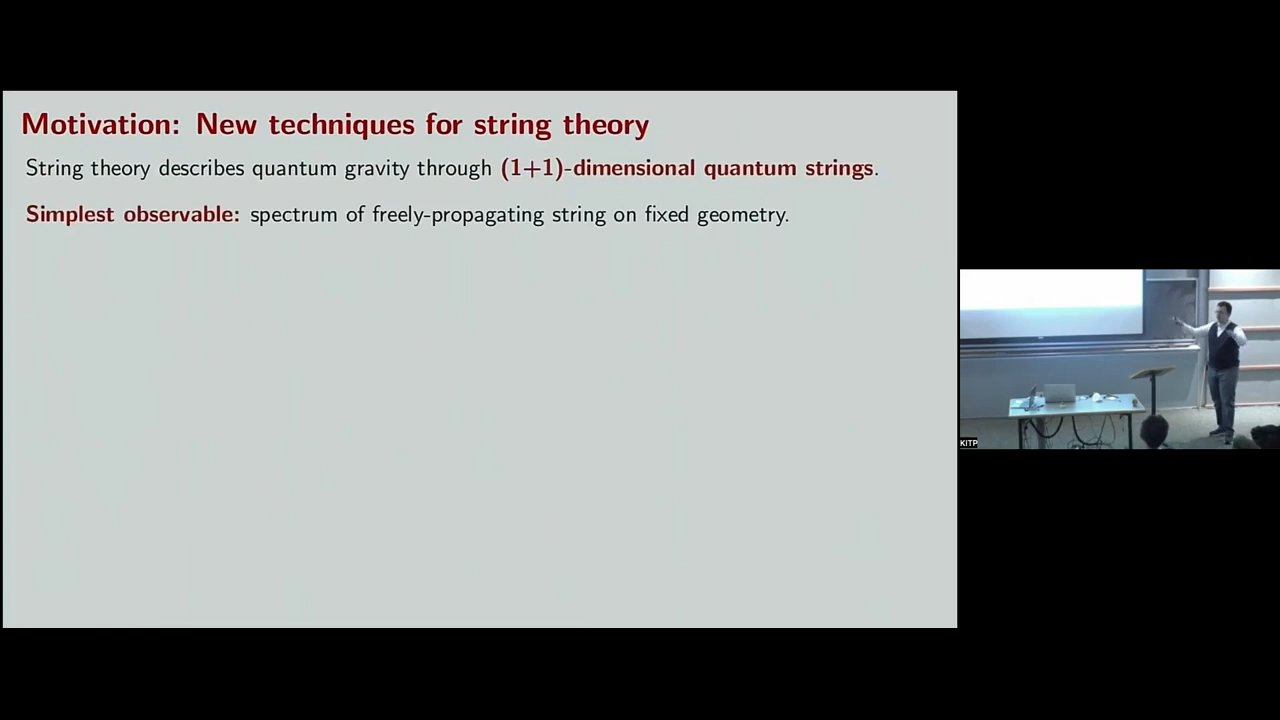 Motivation: New techniques for string theory
String theory describes quantum gravity through (1+1)-dimensional quantum strings.
Simplest observable: spectrum of freely-propagating string on fixed geometry.
KITP